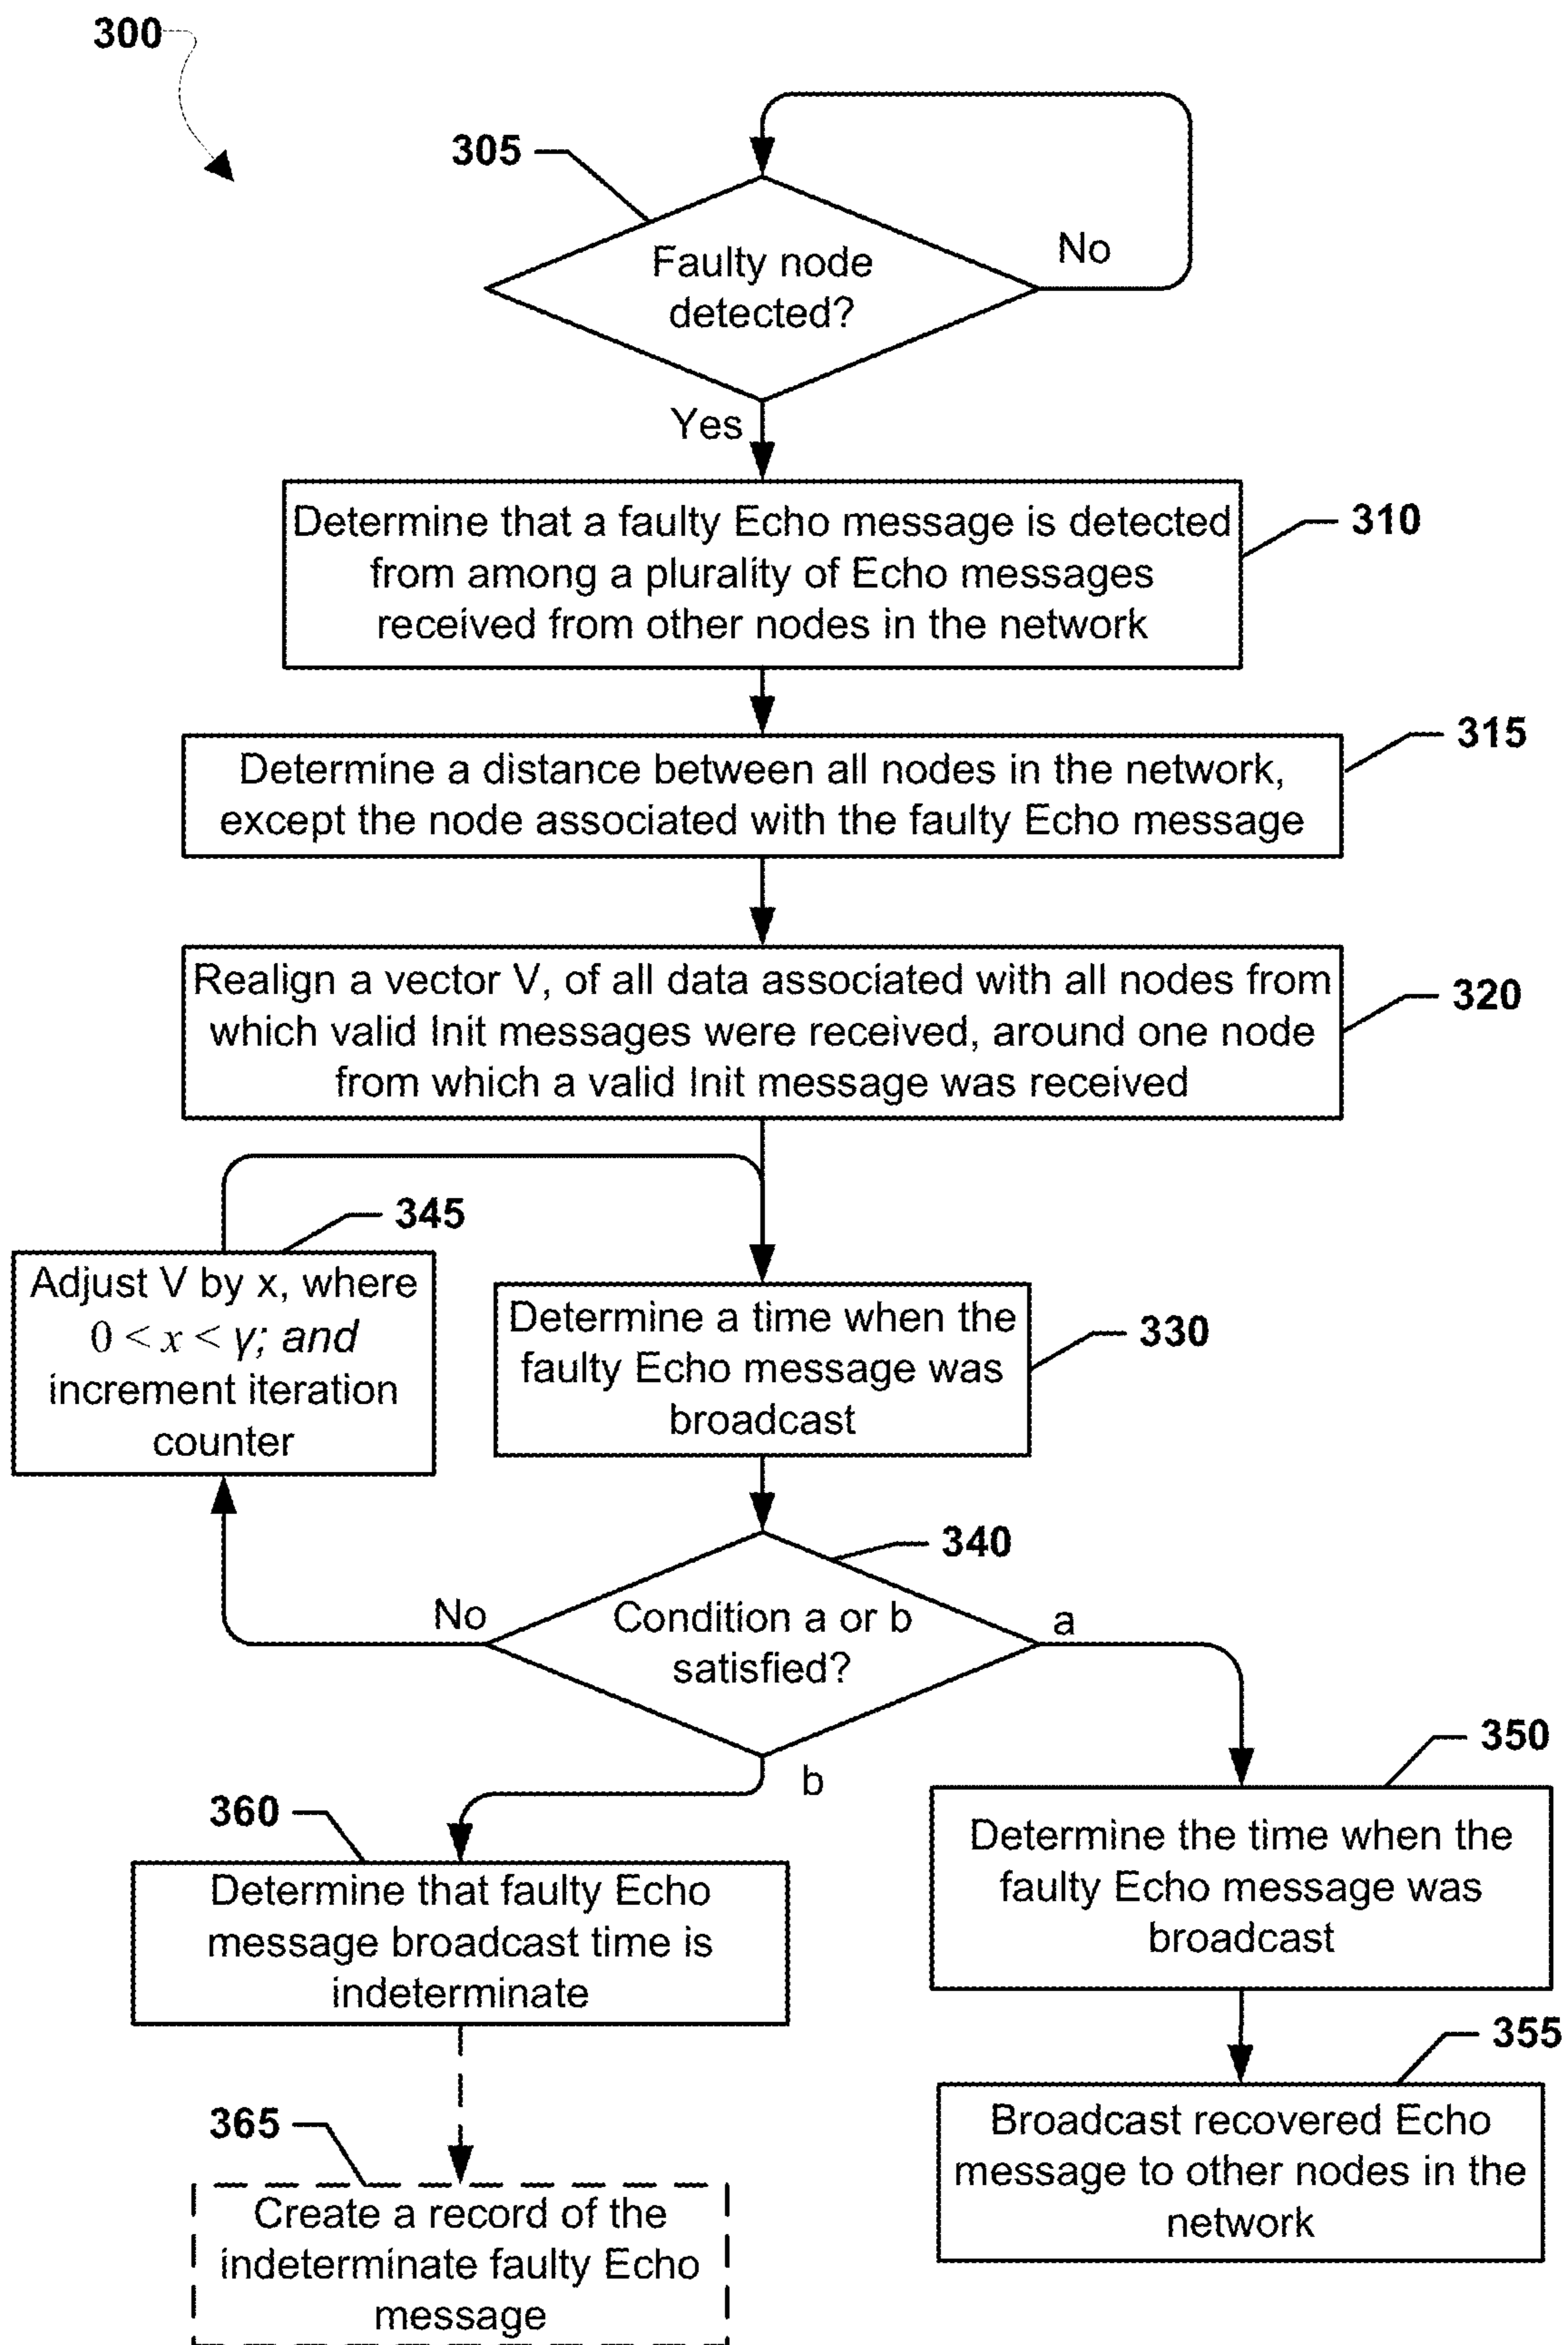 300
305
Faulty node
detected?
No
Yes
Determine that a faulty Echo message is detected
from among a plurality of Echo messages
received from other nodes in the network
310
Determine a distance between all nodes in the network,
except the node associated with the faulty Echo message
315
Realign a vector V, of all data associated with all nodes from
which valid Init messages were received, around one node
from which a valid Init message was received
320
345
Adjust V by x, where
0 < x < γ; and
increment iteration
counter
Determine a time when the
faulty Echo message was
broadcast
330
340
No
Condition a or b
satisfied?
a
b
350
Determine the time when the
faulty Echo message was
broadcast
360
Determine that faulty Echo
message broadcast time is
indeterminate
355
Broadcast recovered Echo
message to other nodes in the
network
365
Create a record of the
indeterminate faulty Echo
message